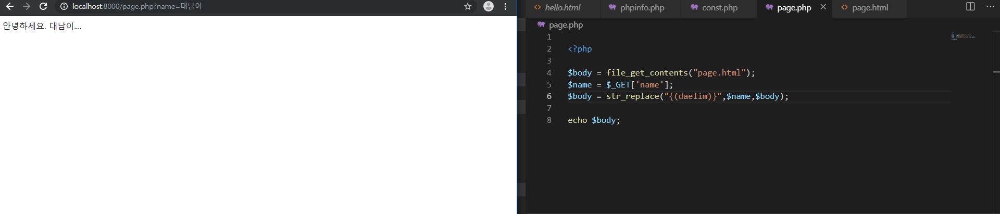 localhost:8000/page.php?name=대남이
안녕하세요. 대남이....
hello.html
phpinfo.php
const.php
page.php
page.html
page.php
1
2 <?php
3
4 $body = file_get_contents("page.html");
5 $name = $_GET['name'];
6 $body = str_replace("{(daelim)}",$name,$body);
7
8 echo $body;